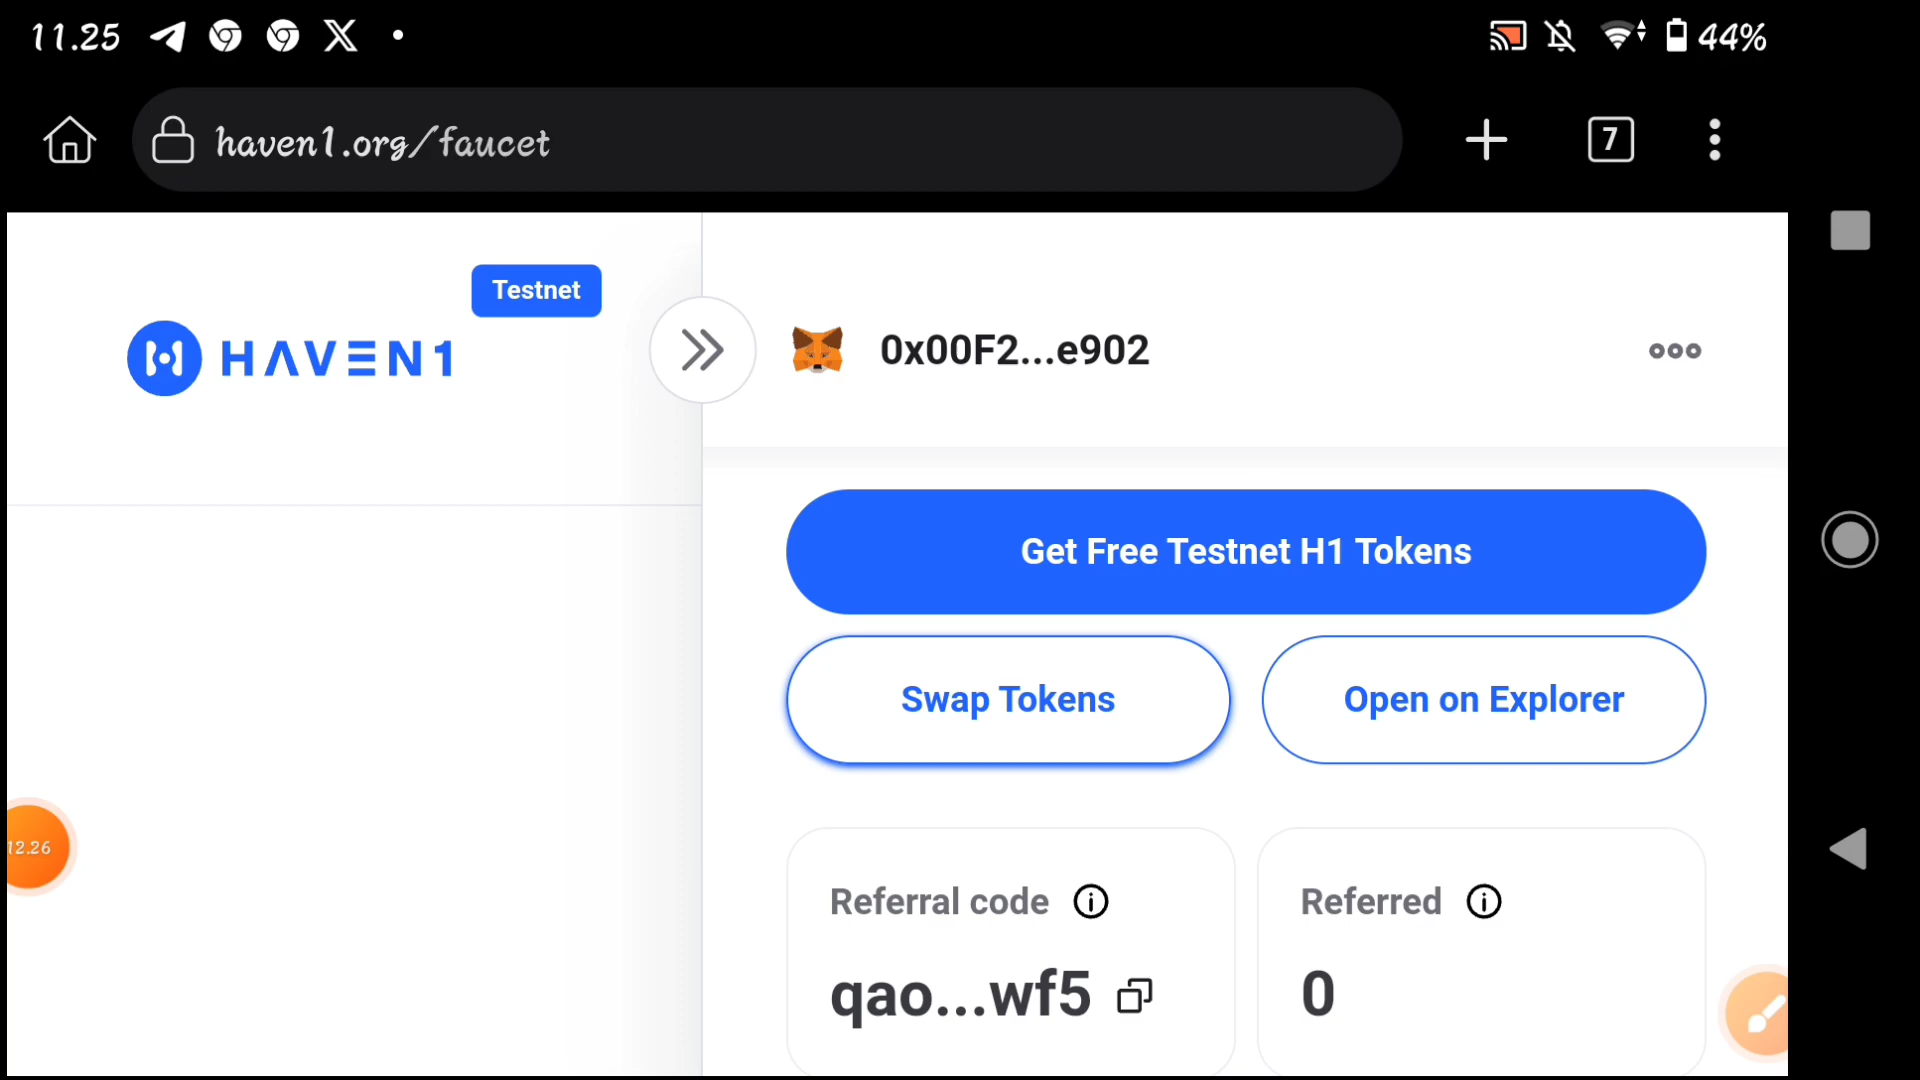 11.25
44%
haven1.org/faucet
7
Testnet
HAVEN1
0x00F2...e902
Get Free Testnet H1 Tokens
Swap Tokens
Open on Explorer
12.26
Referral code
Referred
qao...wf5
0